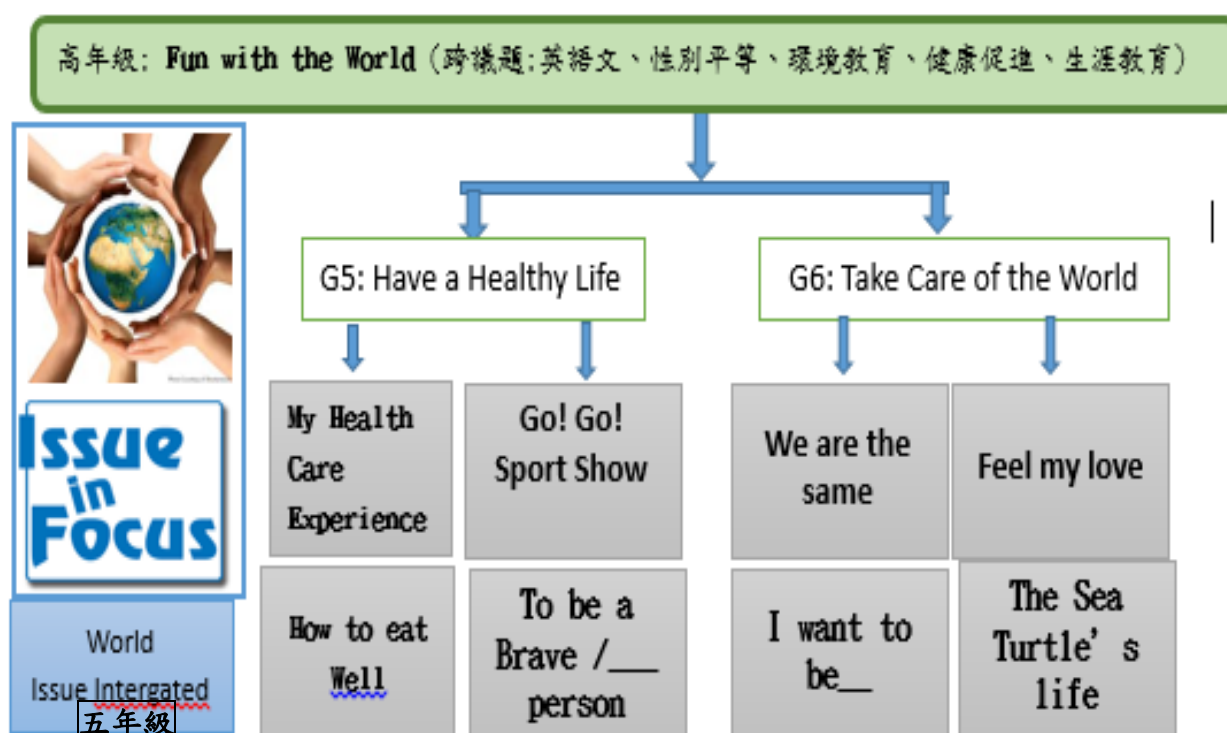 高年級: Fun with the World (跨議題:英語文、性別平等、環境教育、健康促進、生涯教育)
G5: Have a Healthy Life
G6: Take Care of the World
My Health
Care
Experience
Go! Go!
Sport Show
We are the
same
Feel my love
Issue
in
Focus
How to eat
Well
To be a
Brave /___
person
I want to
be__
The Sea
Turtle’s
life
World
Issue Intergated
五年級